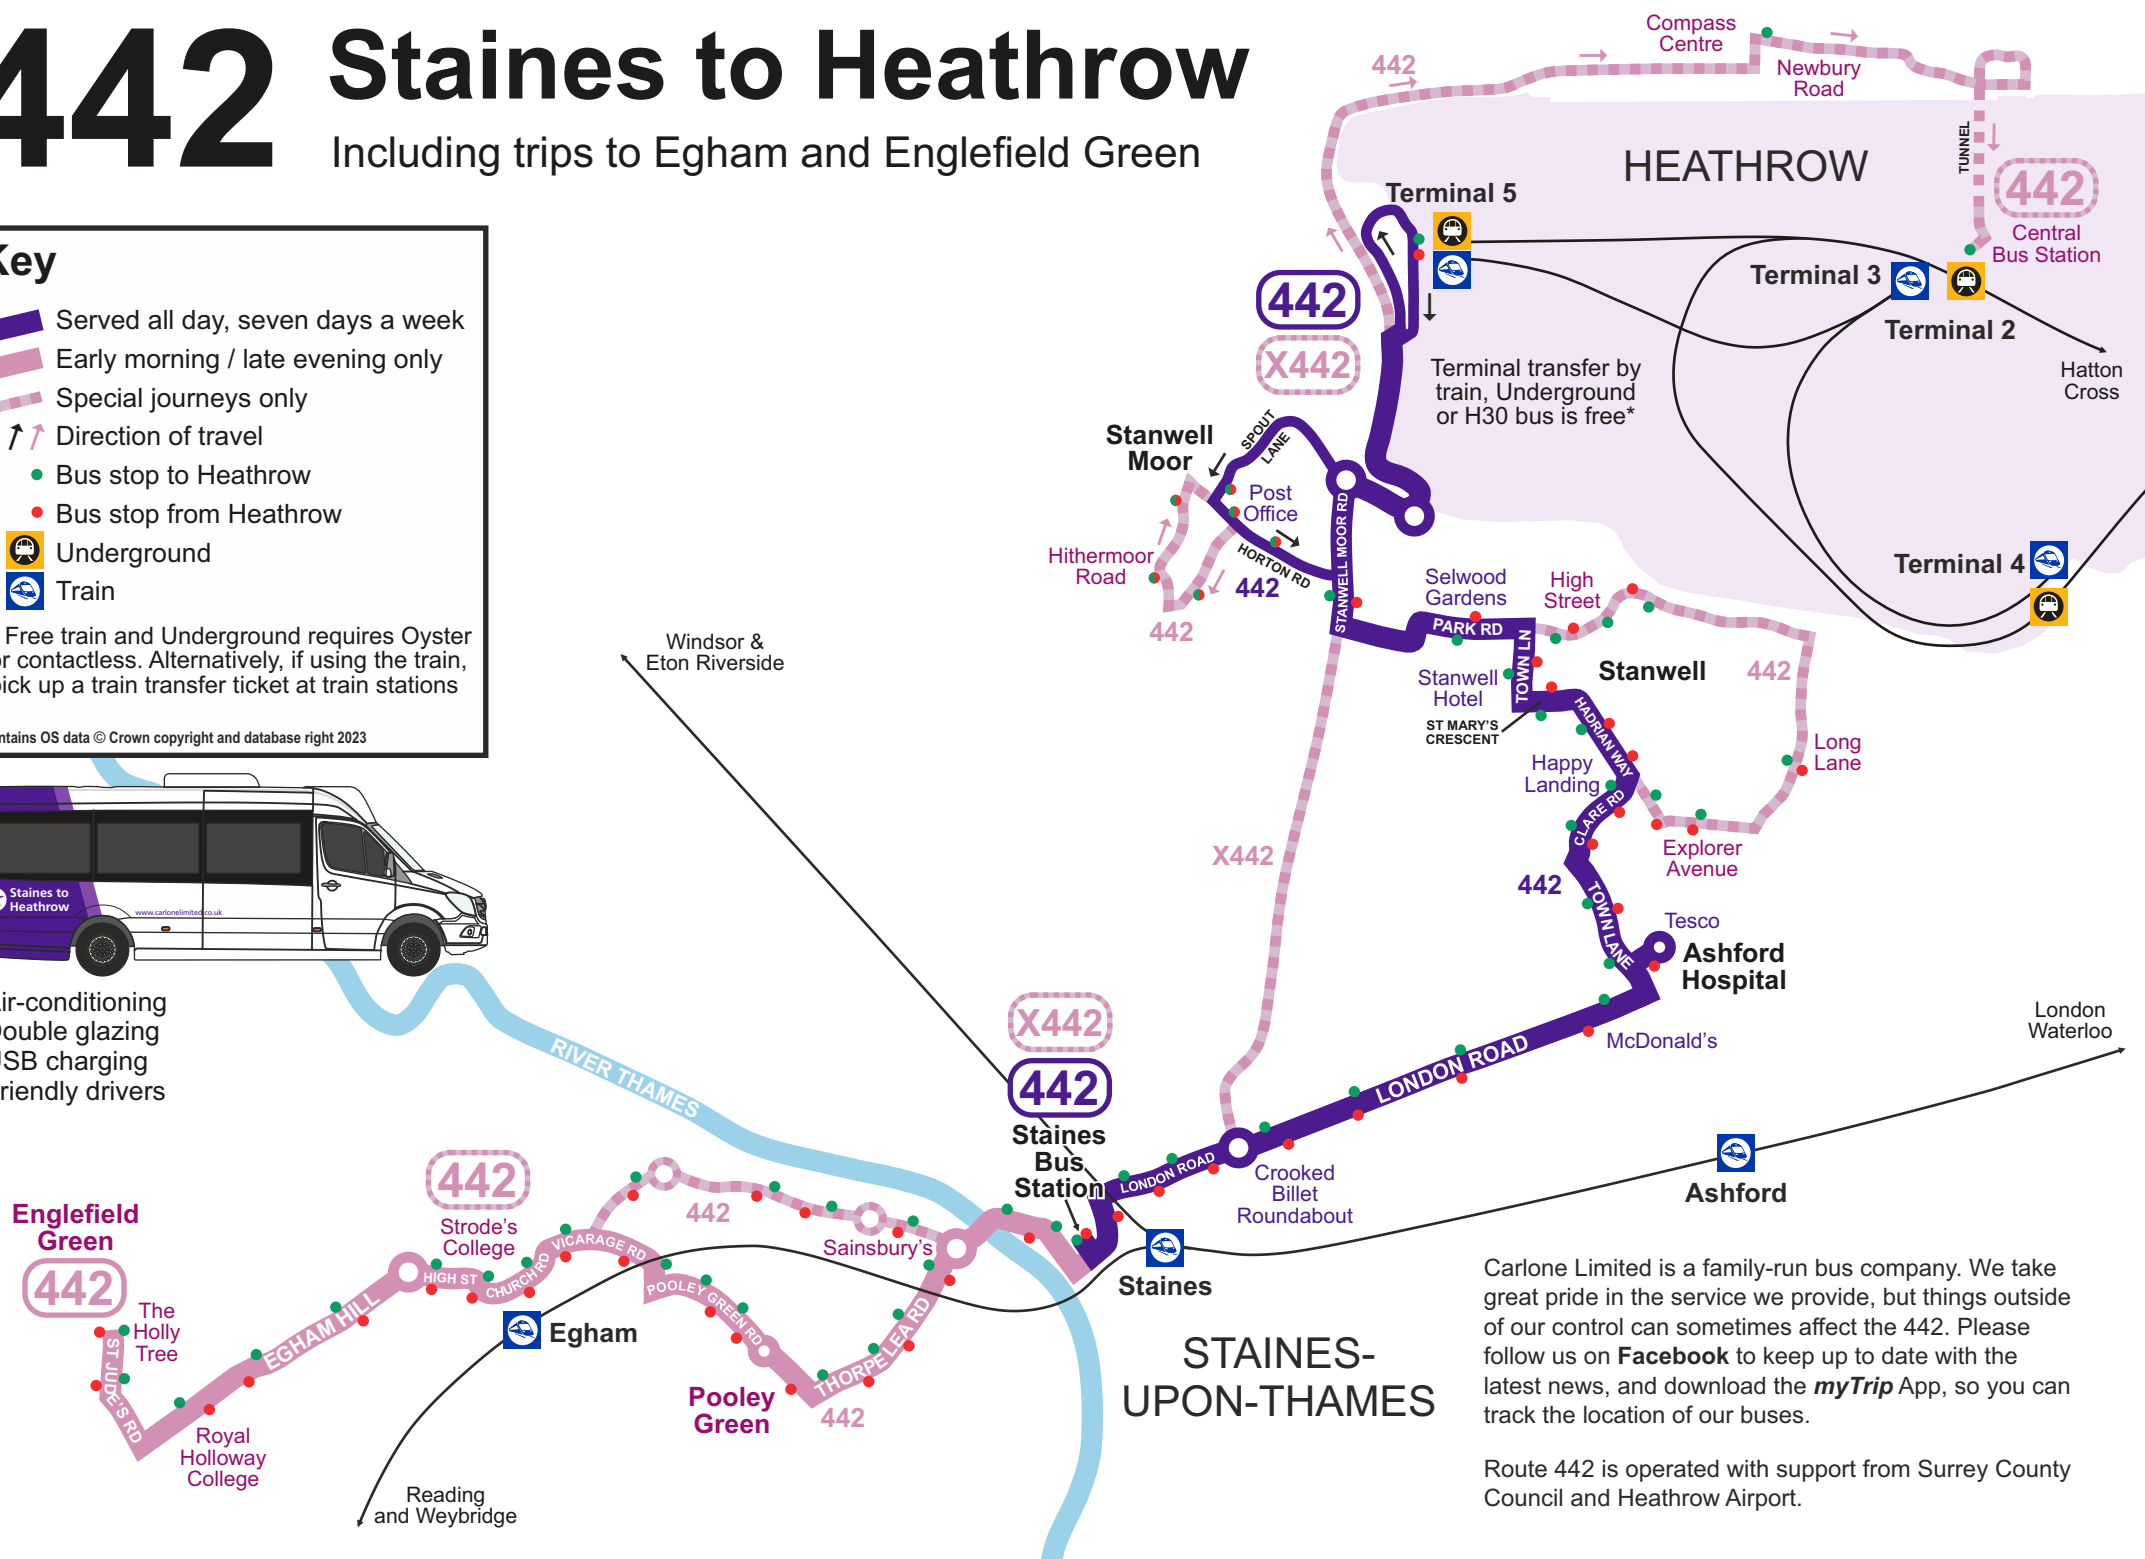 442
Staines to Heathrow
Including trips to Egham and Englefield Green
Key
Served all day, seven days a week
Early morning / late evening only
Special journeys only
Direction of travel
Bus stop to Heathrow
Bus stop from Heathrow
Underground
Train
Free train and Underground requires Oyster
or contactless. Alternatively, if using the train,
pick up a train transfer ticket at train stations
ntains OS data © Crown copyright and database right 2023
Staines to
Heathrow
www.carlonelimited.co.uk
Air-conditioning
Double glazing
USB charging
Friendly drivers
442
Compass
Centre
Newbury
Road
TUNNEL
HEATHROW
442
Central
Bus Station
Terminal 5
Terminal 3
Terminal 2
Hatton
Cross
442
X442
Terminal transfer by
train, Underground
or H30 bus is free*
Terminal 4
Stanwell
Moor
SPOUT
LANE
Post
Office
HORTON RD
442
Hithermoor
Road
442
STANWELL MOOR RD
Selwood
Gardens
High
Street
PARK RD
TOWN LN
Stanwell
442
Stanwell
Hotel
ST MARY'S
CRESCENT
HADRIAN WAY
Happy
Landing
CLARE RD
Long
Lane
Explorer
Avenue
X442
442
TOWN LANE
Tesco
Ashford
Hospital
McDonald's
LONDON ROAD
London
Waterloo
Windsor &
Eton Riverside
RIVER THAMES
X442
442
Staines
Bus
Station
LONDON ROAD
Crooked
Billet
Roundabout
Ashford
Staines
STAINES-
UPON-THAMES
442
Strode's
College
442
Sainsbury's
Englefield
Green
442
The
Holly
Tree
ST JUDE'S RD
EGHAM HILL
HIGH ST
CHURCH RD
VICARAGE RD
POOLEY GREEN RD
THORPE LEA RD
442
Egham
Pooley
Green
Royal
Holloway
College
Reading
and Weybridge
Carlone Limited is a family-run bus company. We take
great pride in the service we provide, but things outside
of our control can sometimes affect the 442. Please
follow us on Facebook to keep up to date with the
latest news, and download the myTrip App, so you can
track the location of our buses.
Route 442 is operated with support from Surrey County
Council and Heathrow Airport.